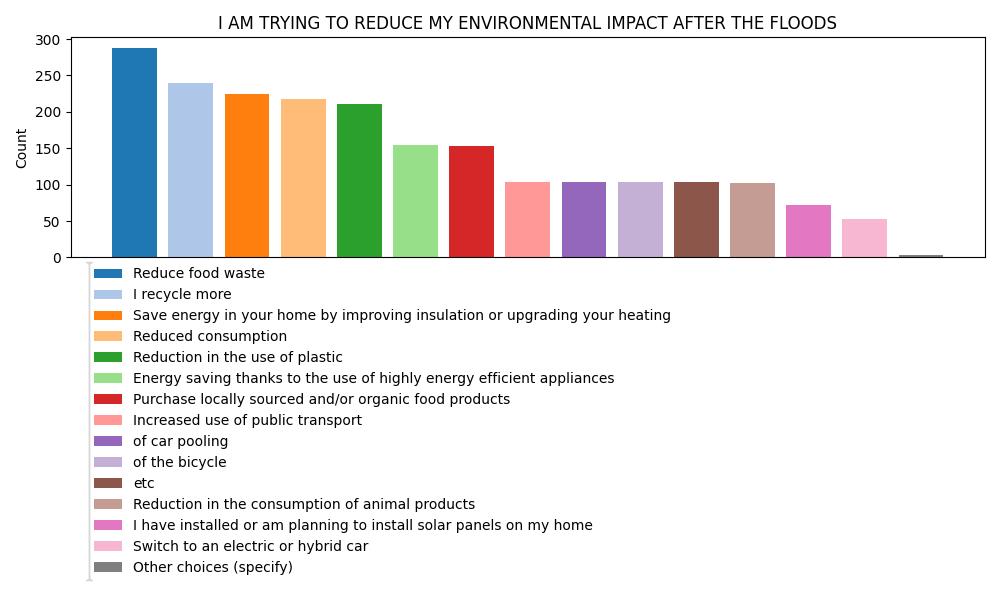 I AM TRYING TO REDUCE MY ENVIRONMENTAL IMPACT AFTER THE FLOODS
300
250
200
150
100
50
0
Count
Reduce food waste
I recycle more
Save energy in your home by improving insulation or upgrading your heating
Reduced consumption
Reduction in the use of plastic
Energy saving thanks to the use of highly energy efficient appliances
Purchase locally sourced and/or organic food products
Increased use of public transport
of car pooling
of the bicycle
etc
Reduction in the consumption of animal products
I have installed or am planning to install solar panels on my home
Switch to an electric or hybrid car
Other choices (specify)